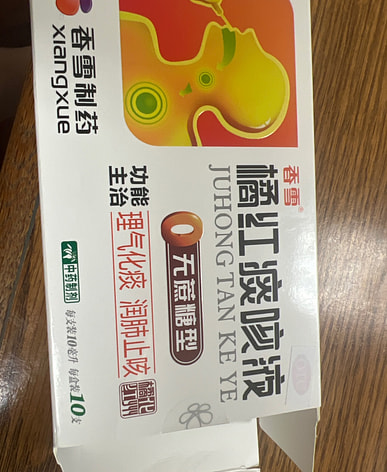 香雪制药
xiangxue
香雪®
橘红痰咳液
JUHONG TAN KE YE
无蔗糖型
功能
主治
理气化痰 润肺止咳
中药制剂
每支装10毫升 每盒装10支